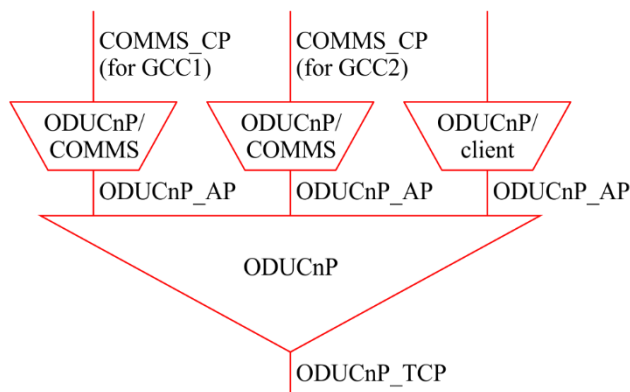 COMMS_CP
(for GCC1)
COMMS_CP
(for GCC2)
ODUCnP/
COMMS
ODUCnP/
COMMS
ODUCnP/
client
ODUCnP_AP
ODUCnP_AP
ODUCnP_AP
ODUCnP
ODUCnP_TCP